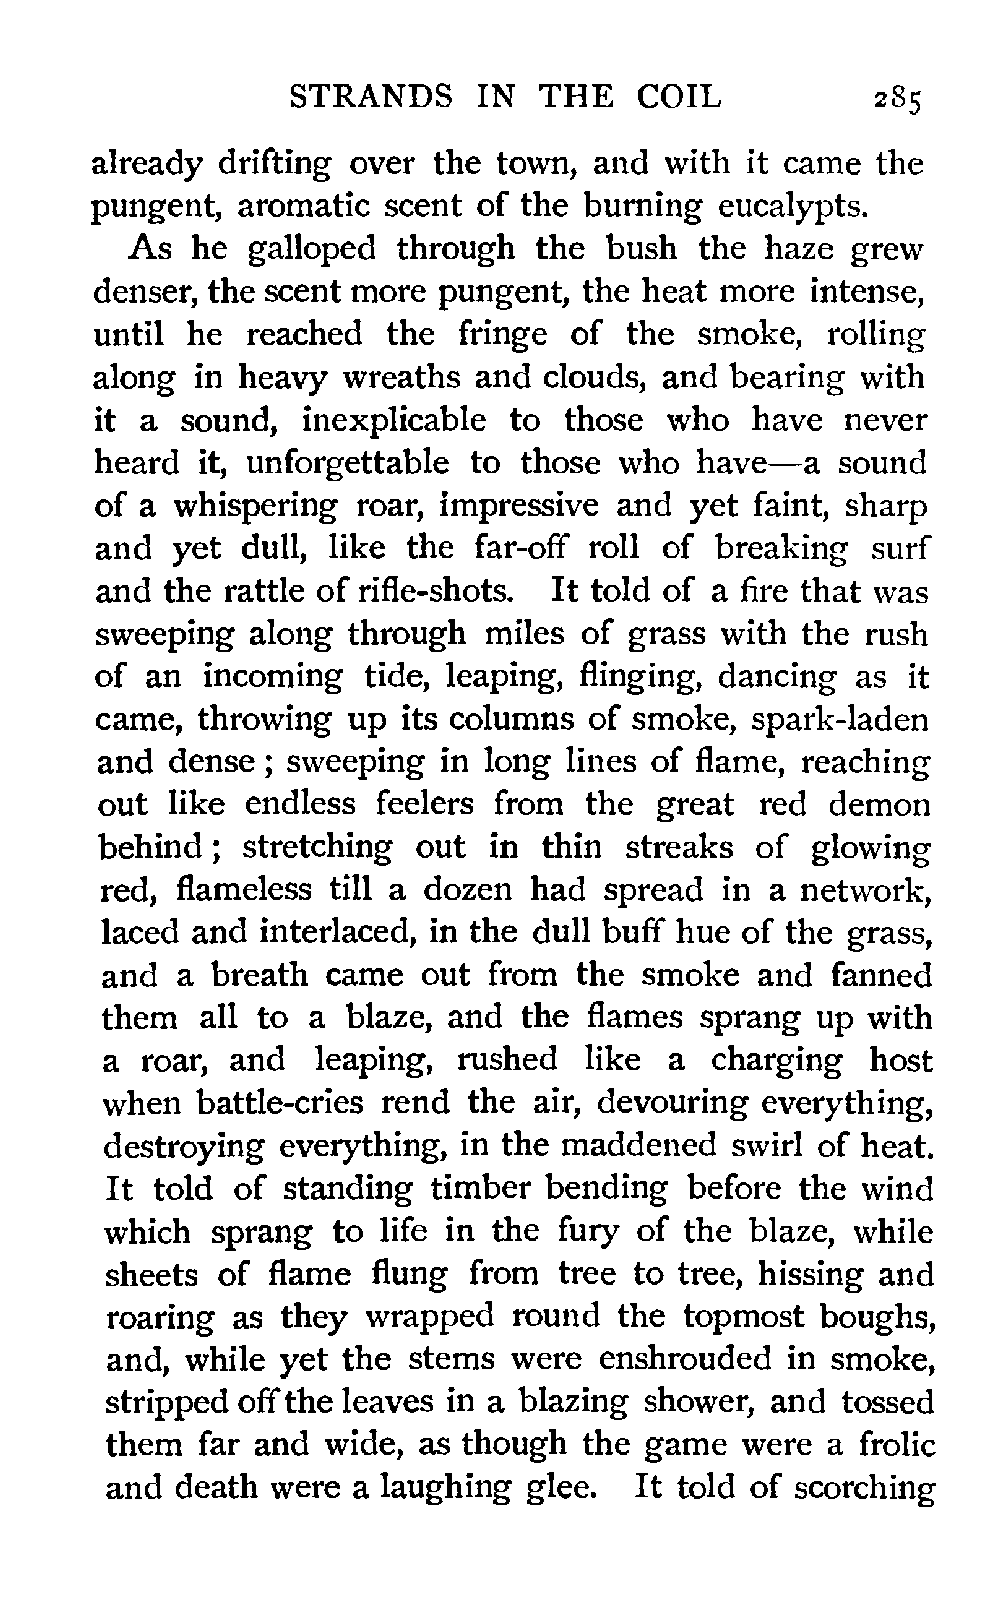 STRANDS IN THE COIL 285
already drifting over the town, and with it came the
pungent, aromatic scent of the burning eucalypts.
As he galloped through the bush the haze grew
denser, the scent more pungent, the heat more intense,
until he reached the fringe of the smoke, rolling
along in heavy wreaths and clouds, and bearing with
it a sound, inexplicable to those who have never
heard it, unforgettable to those who have—a sound
of a whispering roar, impressive and yet faint, sharp
and yet dull, like the far-off roll of breaking surf
and the rattle of rifle-shots. It told of a fire that was
sweeping along through miles of grass with the rush
of an incoming tide, leaping, flinging, dancing as it
came, throwing up its columns of smoke, spark-laden
and dense ; sweeping in long lines of flame, reaching
out like endless feelers from the great red demon
behind ; stretching out in thin streaks of glowing
red, flameless till a dozen had spread in a network,
laced and interlaced, in the dull buff hue of the grass,
and a breath came out from the smoke and fanned
them all to a blaze, and the flames sprang up with
a roar, and leaping, rushed like a charging host
when battle-cries rend the air, devouring everything,
destroying everything, in the maddened swirl of heat.
It told of standing timber bending before the wind
which sprang to life in the fury of the blaze, while
sheets of flame flung from tree to tree, hissing and
roaring as they wrapped round the topmost boughs,
and, while yet the stems were enshrouded in smoke,
stripped off the leaves in a blazing shower, and tossed
them far and wide, as though the game were a frolic
and death were a laughing glee. It told of scorching